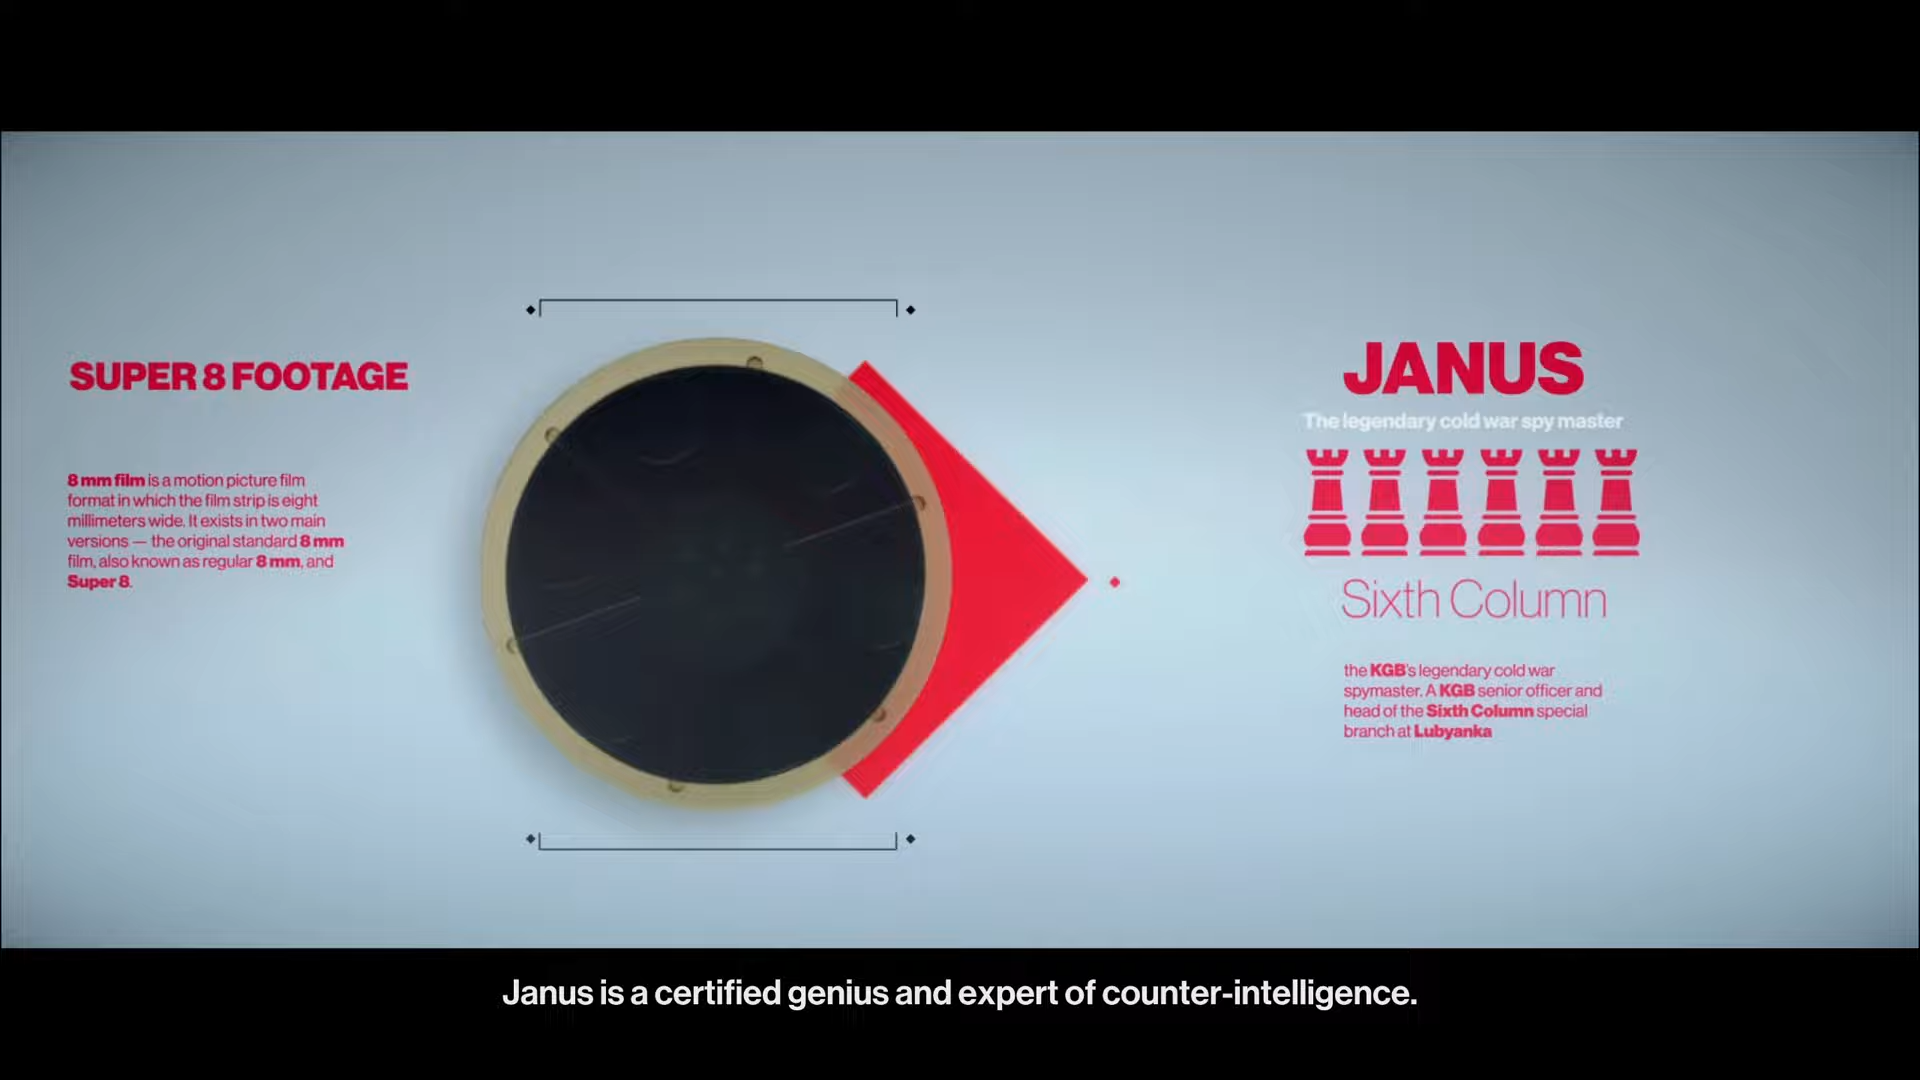 SUPER 8 FOOTAGE
8 mm film is a motion picture film
format in which the film strip is eight
millimeters wide. It exists in two main
versions — the original standard 8 mm
film, also known as regular 8 mm, and
Super 8.
JANUS
The legendary cold war spy master
Sixth Column
the KGB's legendary cold war
spymaster. A KGB senior officer and
head of the Sixth Column special
branch at Lubyanka
Janus is a certified genius and expert of counter-intelligence.